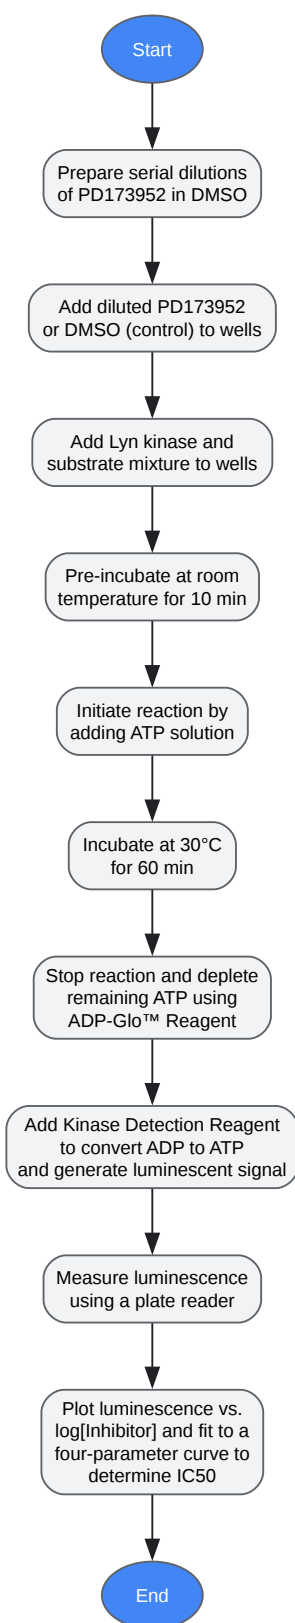 Start
Prepare serial dilutions
of PD173952 in DMSO
Add diluted PD173952
or DMSO (control) to wells
Add Lyn kinase and
substrate mixture to wells
Pre-incubate at room
temperature for 10 min
Initiate reaction by
adding ATP solution
Incubate at 30°C
for 60 min
Stop reaction and deplete
remaining ATP using
ADP-Glo™ Reagent
Add Kinase Detection Reagent
to convert ADP to ATP
and generate luminescent signal
Measure luminescence
using a plate reader
Plot luminescence vs.
log[Inhibitor] and fit to a
four-parameter curve to
determine IC50
End